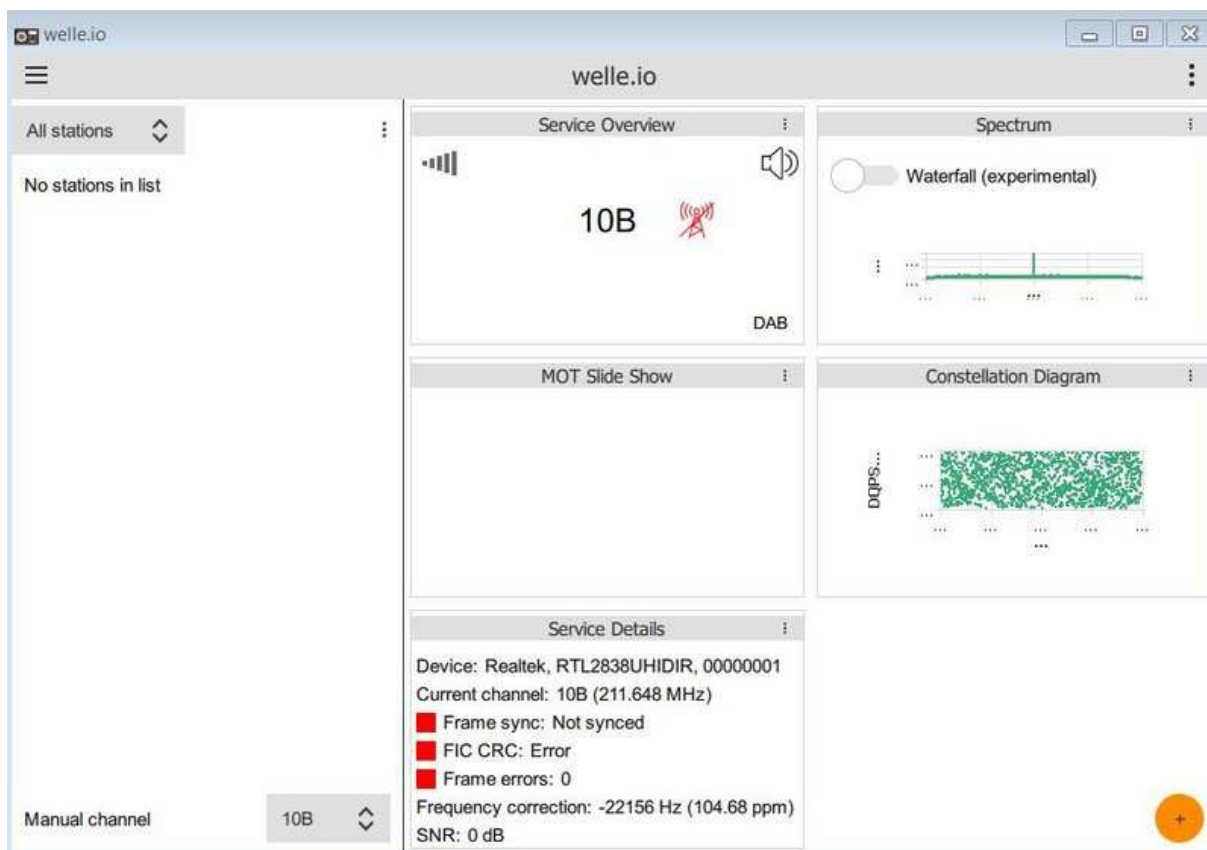 welle.io
welle.io
All stations
No stations in list
Manual channel
10B
Service Overview
10B
DAB
MOT Slide Show
Service Details
Device: Realtek, RTL2838UHIDIR, 00000001
Current channel: 10B (211.648 MHz)
Frame sync: Not synced
FIC CRC: Error
Frame errors: 0
Frequency correction: -22156 Hz (104.68 ppm)
SNR: 0 dB
Spectrum
Waterfall (experimental)
...
...
... ... ... ... ...
Constellation Diagram
DQPS...
...
...
...
... ... ... ... ...
...
+